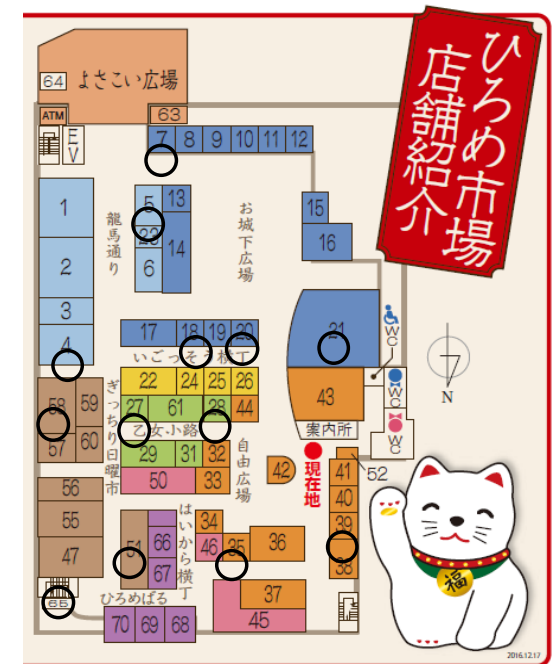 ひろめ市場
店舗紹介
64 よさこい広場
ATM
63
EV
7 8 9 10 11 12
1
5 13
龍馬通り
23
14
お城下広場
15
16
2
6
3
4
17 18 19 20
21
WC
いごっそう横丁
22 24 25 26
N
58 59
ぎっちり日曜市
27 61 28 44
43
WC
乙女小路
案内所
WC
57 60
29 31 32
自由広場
現在地
50 33
42
41
52
56
40
55
はいから横丁
34
39
51 66
46 35 36
47
67
38
65
ひろめばる
37
70 69 68
45
福
2016.12.17